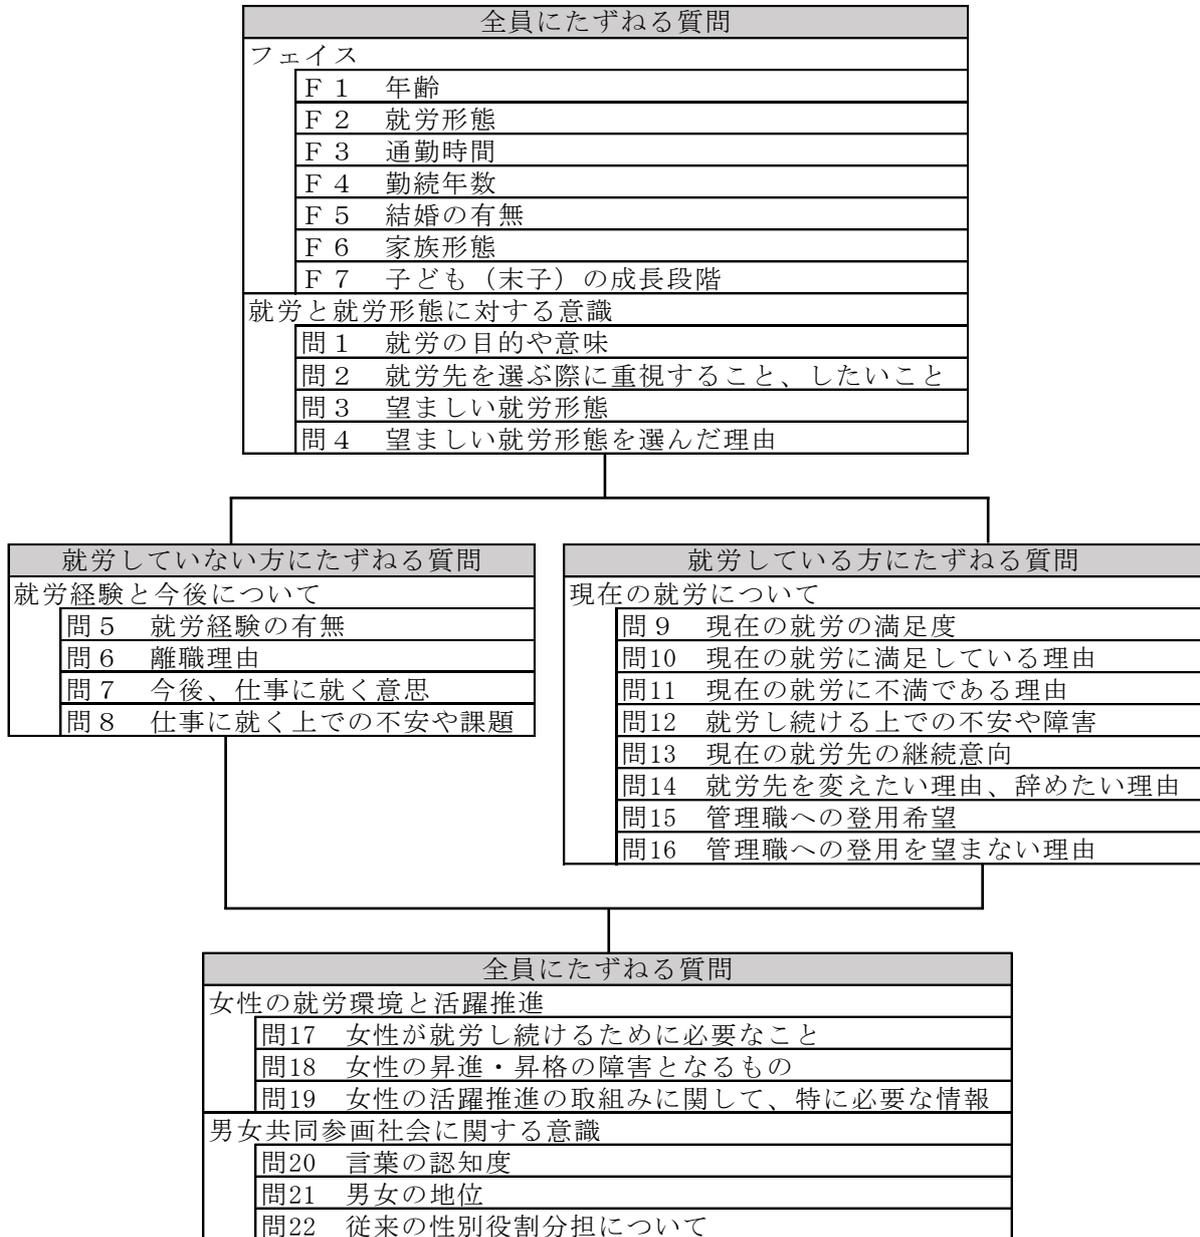 全員にたずねる質問
フェイス
Ｆ１　年齢
Ｆ２　就労形態
Ｆ３　通勤時間
Ｆ４　勤続年数
Ｆ５　結婚の有無
Ｆ６　家族形態
Ｆ７　子ども（末子）の成長段階
就労と就労形態に対する意識
問１　就労の目的や意味
問２　就労先を選ぶ際に重視すること、したいこと
問３　望ましい就労形態
問４　望ましい就労形態を選んだ理由
就労していない方にたずねる質問
就労経験と今後について
問５　就労経験の有無
問６　離職理由
問７　今後、仕事に就く意思
問８　仕事に就く上での不安や課題
就労している方にたずねる質問
現在の就労について
問９　現在の就労の満足度
問10　現在の就労に満足している理由
問11　現在の就労に不満である理由
問12　就労し続ける上での不安や障害
問13　現在の就労先の継続意向
問14　就労先を変えたい理由、辞めたい理由
問15　管理職への登用希望
問16　管理職への登用を望まない理由
全員にたずねる質問
女性の就労環境と活躍推進
問17　女性が就労し続けるために必要なこと
問18　女性の昇進・昇格の障害となるもの
問19　女性の活躍推進の取組みに関して、特に必要な情報
男女共同参画社会に関する意識
問20　言葉の認知度
問21　男女の地位
問22　従来の性別役割分担について